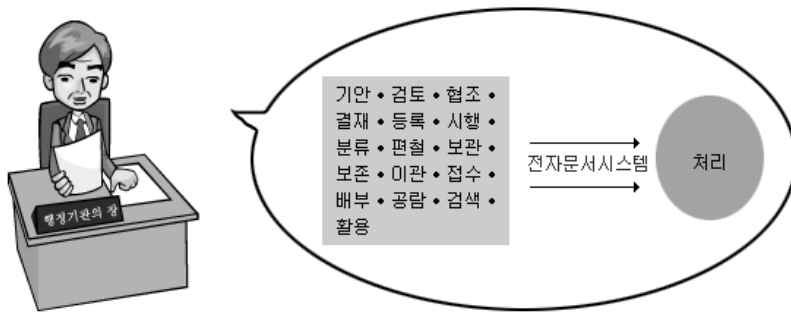 기안 • 검토 • 협조 •
결재 • 등록 • 시행 •
분류 • 편철 • 보관 •
보존 • 이관 • 접수 •
배부 • 공람 • 검색 •
활용
전자문서시스템
처리
행정기관의 장